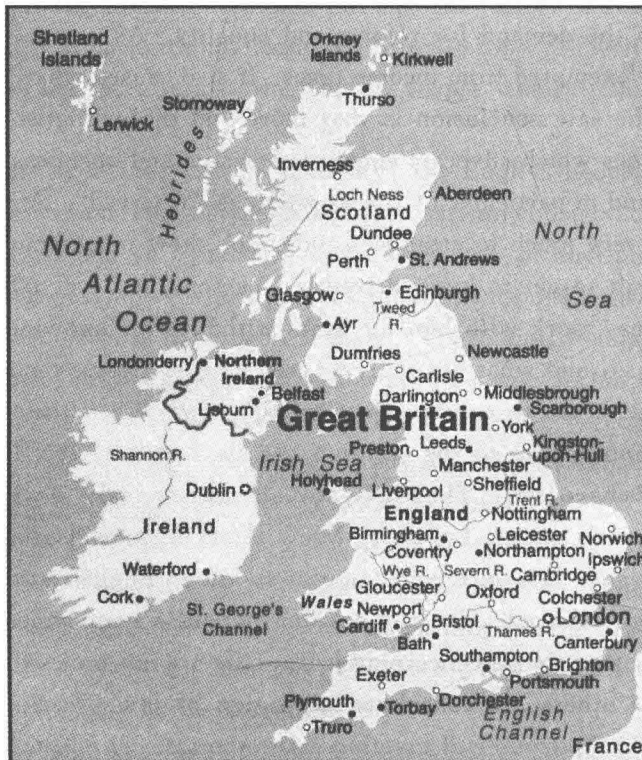 Shetland
Islands
Orkney
Islands
Kirkwell
Thurso
Stornoway
Lerwick
Hebrides
Inverness
Loch Ness
Aberdeen
Scotland
North
Atlantic
Ocean
North
Sea
Dundee
Perth
St. Andrews
Glasgow
Edinburgh
Tweed
R.
Ayr
Londonderry
Northern
Ireland
Dumfries
Newcastle
Carlisle
Belfast
Darlington
Middlesbrough
Lisburn
Scarborough
Great Britain
York
Preston
Leeds
Kingston-
upoh-Hull
Shannon R.
Irish Sea
Manchester
Holyhead
Liverpool
Sheffield
Dublin
Trent R.
England
Nottingham
Ireland
Birmingham
Leicester
Norwich
Coventry
Northampton
Ipswich
Waterford
Wye R.
Severn R.
Cambridge
Gloucester
Colchester
Cork
Wales
Oxford
St. George's
Channel
Newport
London
Cardiff
Bristol
Thames R.
Bath
Canterbury
Southampton
Brighton
Exeter
Portsmouth
Plymouth
Torbay
Dorchester
Truro
English
Channel
France